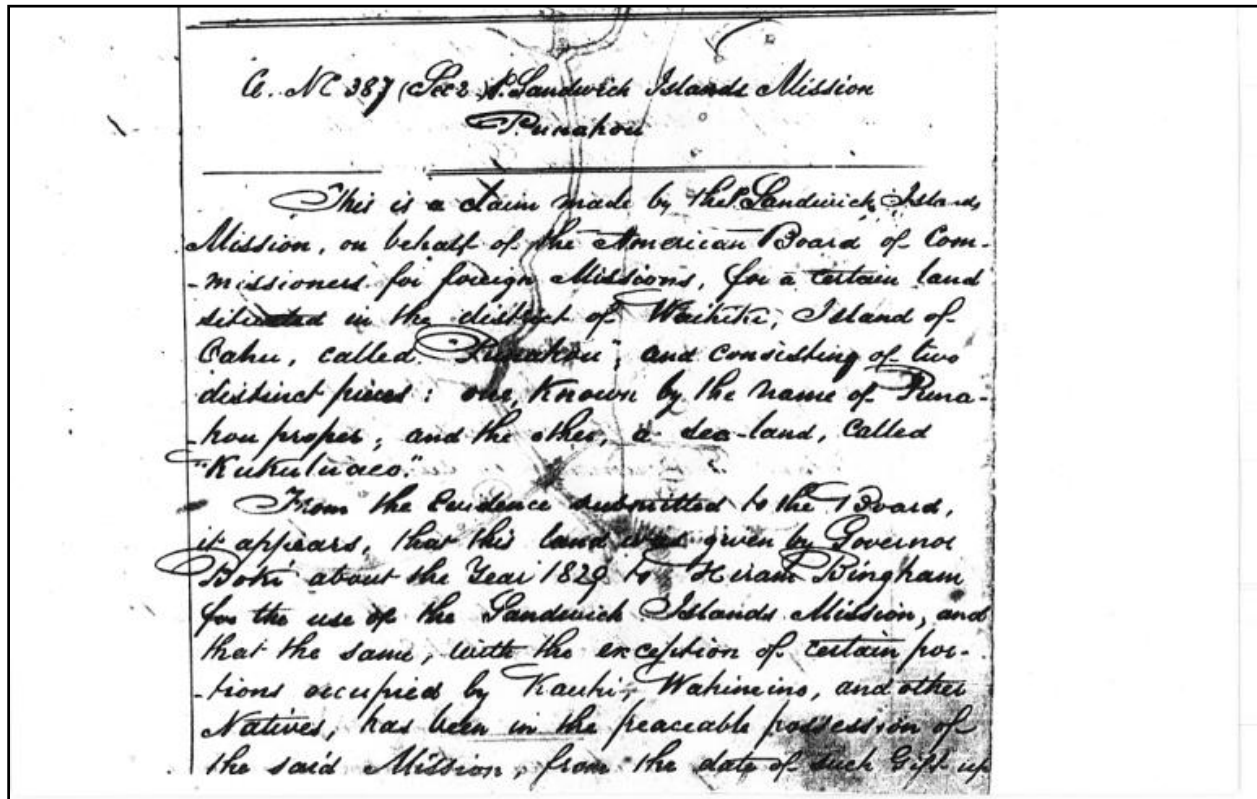 C. No 387 (Sec 2) Sandwich Islands Mission
Punahou
This is a claim made by the Sandwich Islands
Mission, on behalf of the American Board of Com-
-missioners for foreign Missions, for a certain land
situated in the district of Waikiki, Island of
Oahu, called "Punahou", and consisting of two
distinct pieces: one, Known by the name of Puna-
-hou proper, and the other, a sea-land, Called
"Kukuluaeo."
From the Evidence submitted to the Board,
it appears, that this land was given by Governor
Boki about the Year 1829 to Hiram Bingham
for the use of the Sandwich Islands Mission, and
that the same, with the exception of certain por-
-tions occupied by Kauhi, Wahineino, and other
Natives, has been in the peaceable possession of
the said Mission, from the date of such Gift up